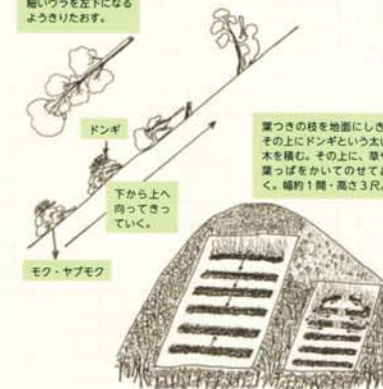 細いウラを左下になる
ようきりたおす。
ドンギ
葉つきの枝を地面にしき
その上にドンギという太い
木を積む。その上に、草や
葉っぱをかいてのせてお
く。幅約1間・高さ3尺。
下から上へ
向ってきっ
ていく。
モク・ヤブモク